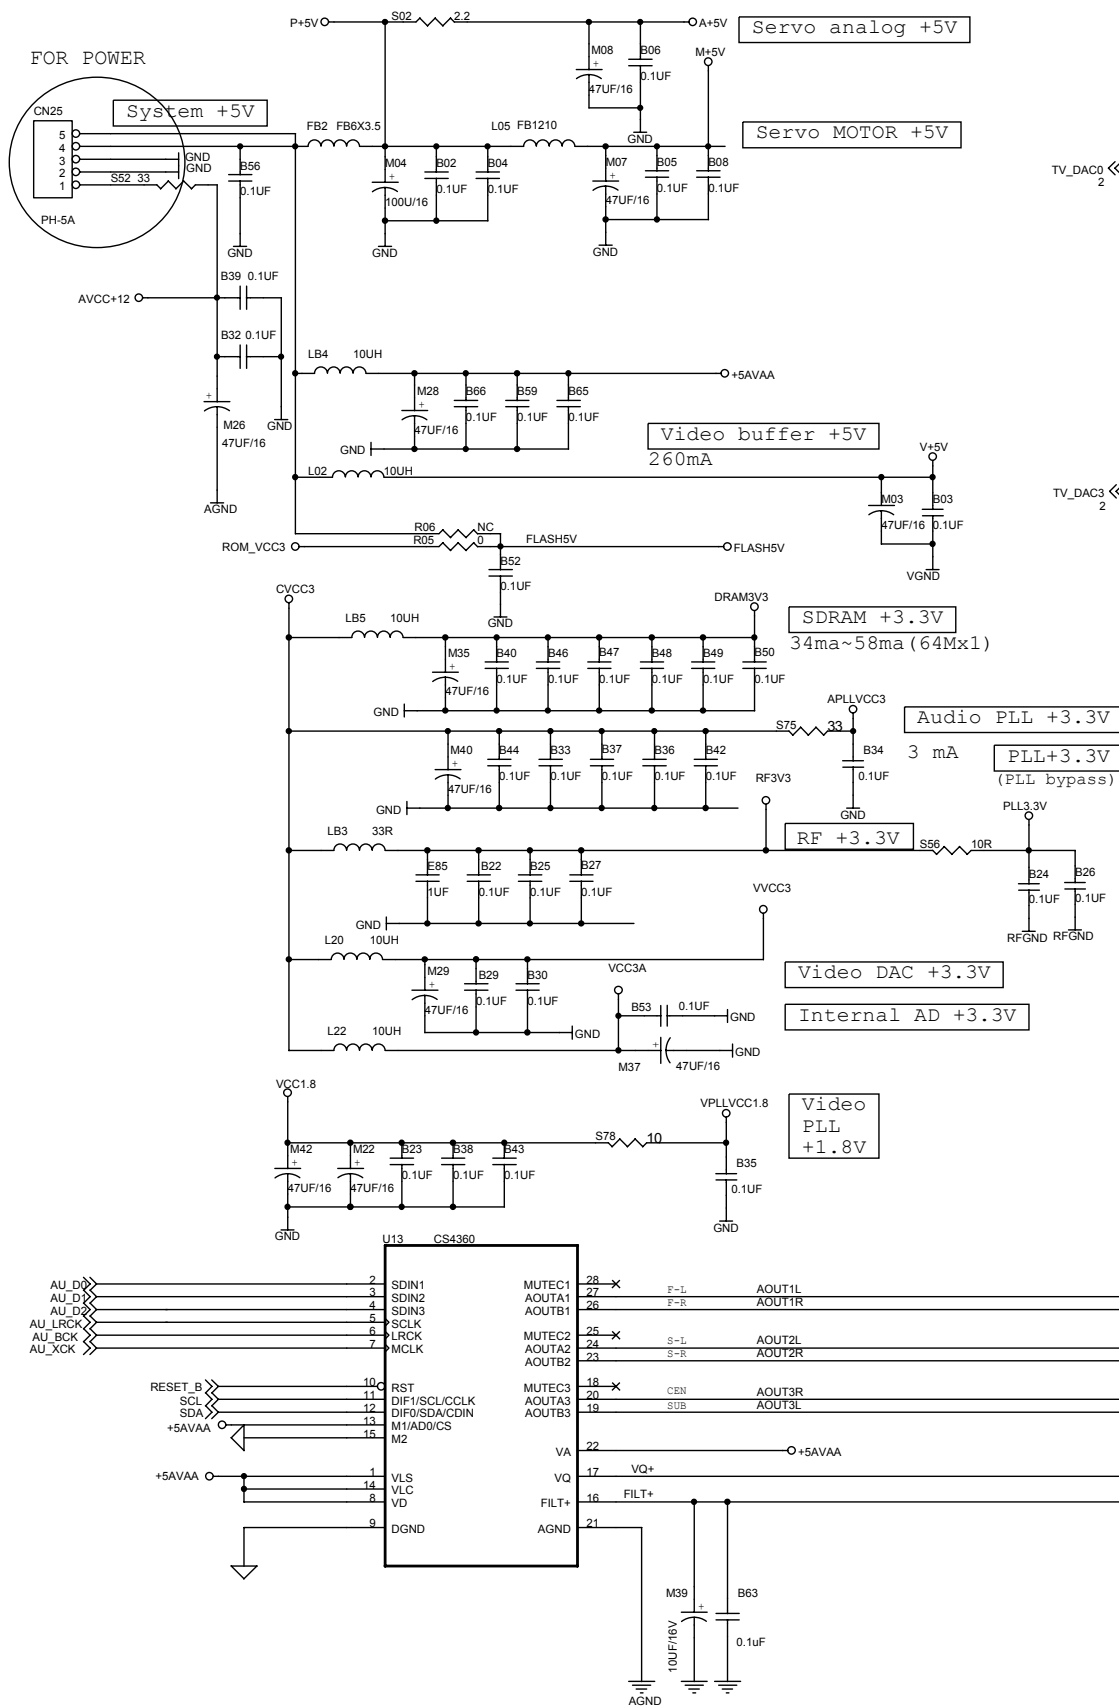 P+5V S02 2.2 A+5V
Servo analog +5V
FOR POWER
M08 + 47UF/16 B06 0.1UF M+5V
CN25
System +5V
GND
5
4
3
2
1
GND
GND
S52 33
PH-5A
FB2 FB6X3.5
L05 FB1210
Servo MOTOR +5V
B56 0.1UF
M04 + 100U/16
B02 0.1UF
B04 0.1UF
M07 + 47UF/16
B05 0.1UF
B08 0.1UF
TV_DAC0
2
GND
GND
GND
B39 0.1UF
AVCC+12
B32 0.1UF
+ M26 47UF/16
GND
AGND
LB4 10UH
+5AVAA
M28 + 47UF/16
B66 0.1UF
B59 0.1UF
B65 0.1UF
GND
Video buffer +5V
260mA
V+5V
L02 10UH
M03 47UF/16
B03 0.1UF
VGND
TV_DAC3
2
R06 NC
ROM_VCC3 R05 0 FLASH5V FLASH5V
B52 0.1UF
GND
CVCC3
DRAM3V3
SDRAM +3.3V
34ma~58ma(64Mx1)
LB5 10UH
M35 + 47UF/16
B40 0.1UF
B46 0.1UF
B47 0.1UF
B48 0.1UF
B49 0.1UF
B50 0.1UF
GND
APLLVCC3
S75 33
Audio PLL +3.3V
3 mA
PLL+3.3V
(PLL bypass)
M40 + 47UF/16
B44 0.1UF
B33 0.1UF
B37 0.1UF
B36 0.1UF
B42 0.1UF
B34 0.1UF
GND
GND
RF3V3
PLL3.3V
LB3 33R
RF +3.3V
S56 10R
E85 1UF
B22 0.1UF
B25 0.1UF
B27 0.1UF
B24 0.1UF
B26 0.1UF
GND
RFGND RFGND
VVCC3
L20 10UH
M29 + 47UF/16
B29 0.1UF
B30 0.1UF
GND
VCC3A
Video DAC +3.3V
B53 0.1UF GND
Internal AD +3.3V
L22 10UH
M37 + 47UF/16 GND
VCC1.8
VPLLVCC1.8
Video
PLL
+1.8V
S78 10
M42 + 47UF/16
M22 + 47UF/16
B23 0.1UF
B38 0.1UF
B43 0.1UF
B35 0.1UF
GND
GND
U13 CS4360
AU_D0 2 SDIN1
AU_D1 3 SDIN2
AU_D2 4 SDIN3
AU_LRCK 5 SCLK
AU_BCK 6 LRCK
AU_XCK 7 MCLK
RESET_B 10 RST
SCL 11 DIF1/SCL/CCLK
SDA 12 DIF0/SDA/CDIN
+5AVAA 13 M1/AD0/CS
15 M2
+5AVAA 1 VLS
14 VLC
8 VD
9 DGND
MUTEC1 28
AOUTA1 27 F-L AOUT1L
AOUTB1 26 F-R AOUT1R
MUTEC2 25
AOUTA2 24 S-L AOUT2L
AOUTB2 23 S-R AOUT2R
MUTEC3 18
AOUTA3 20 CEN AOUT3R
AOUTB3 19 SUB AOUT3L
VA 22 +5AVAA
VQ 17 VQ+
FILT+ 16 FILT+
AGND 21
M39 + 10UF/16V
B63 0.1uF
AGND